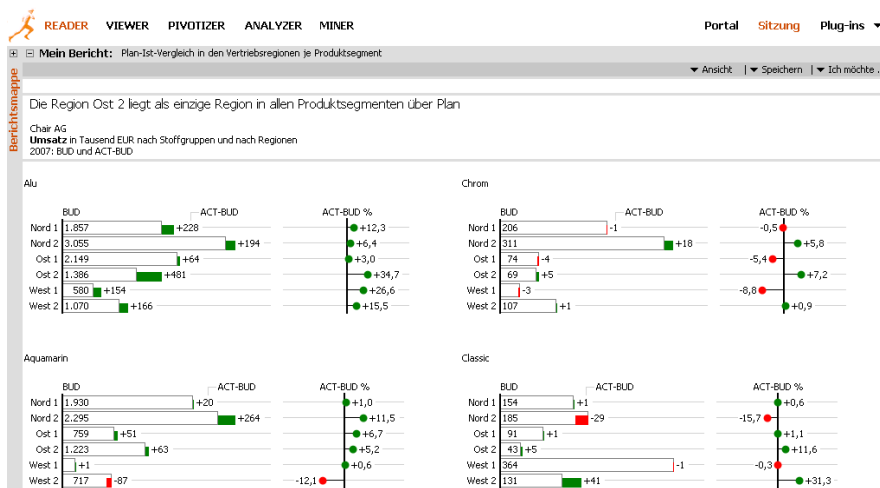 READER VIEWER PIVOTIZER ANALYZER MINER Portal Sitzung Plug-ins
Mein Bericht: Plan-Ist-Vergleich in den Vertriebsregionen je Produktsegment
Ansicht | Speichern | Ich möchte .
Berichtsmappe
Die Region Ost 2 liegt als einzige Region in allen Produktsegmenten über Plan
Chair AG
Umsatz in Tausend EUR nach Stoffgruppen und nach Regionen
2007: BUD und ACT-BUD
Alu
BUD ACT-BUD ACT-BUD %
Nord 1 1.857 +228 +12,3
Nord 2 3.055 +194 +6,4
Ost 1 2.149 +64 +3,0
Ost 2 1.386 +481 +34,7
West 1 580 +154 +26,6
West 2 1.070 +166 +15,5
Chrom
BUD ACT-BUD ACT-BUD %
Nord 1 206 -1 -0,5
Nord 2 311 +18 +5,8
Ost 1 74 -4 -5,4
Ost 2 69 +5 +7,2
West 1 -3 -8,8
West 2 107 +1 +0,9
Aquamarin
BUD ACT-BUD ACT-BUD %
Nord 1 1.930 +20 +1,0
Nord 2 2.295 +264 +11,5
Ost 1 759 +51 +6,7
Ost 2 1.223 +63 +5,2
West 1 +1 +0,6
West 2 717 -87 -12,1
Classic
BUD ACT-BUD ACT-BUD %
Nord 1 154 +1 +0,6
Nord 2 185 -29 -15,7
Ost 1 91 +1 +1,1
Ost 2 43 +5 +11,6
West 1 364 -1 -0,3
West 2 131 +41 +31,3